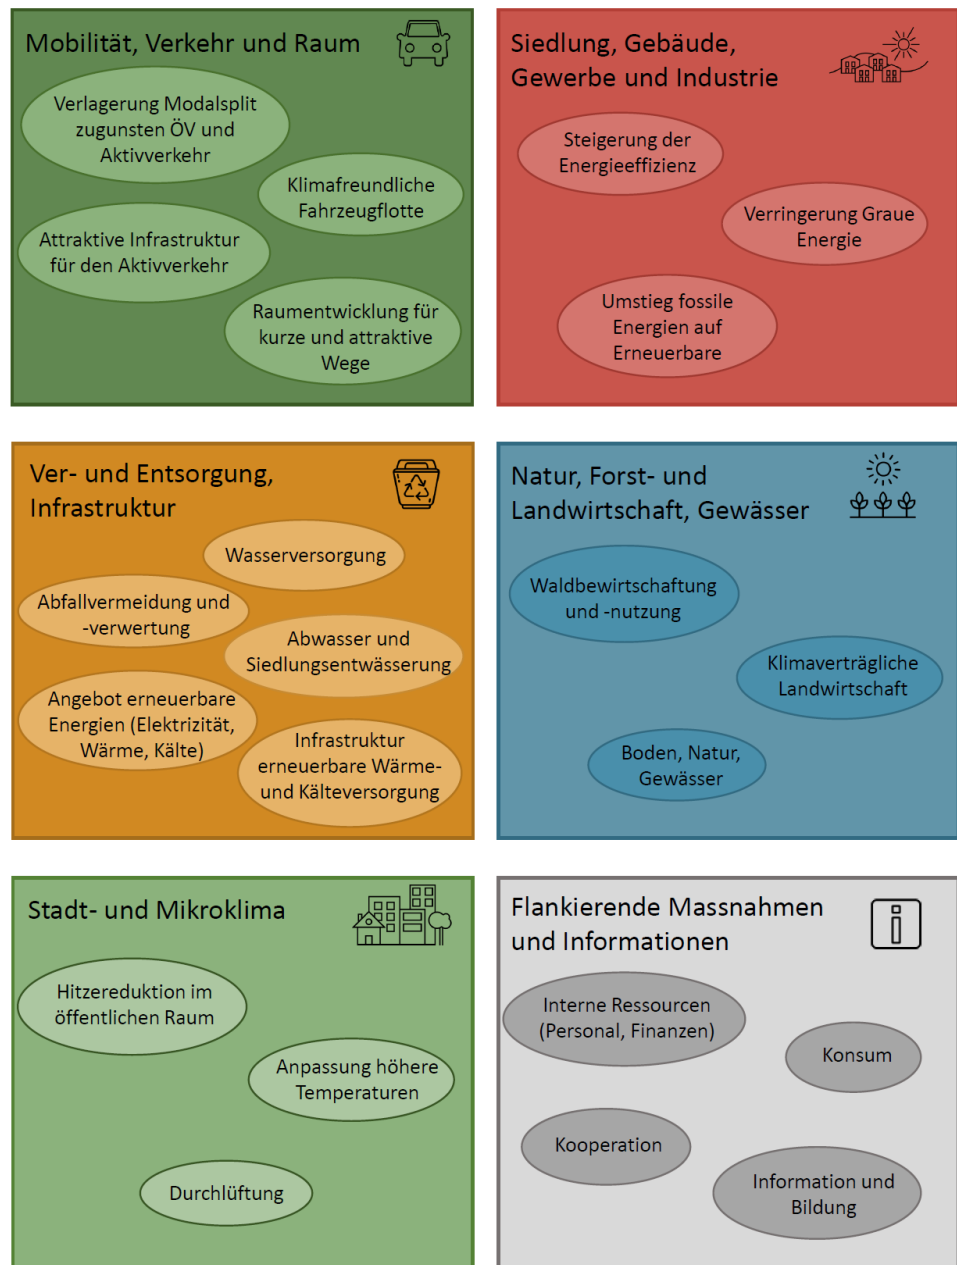 Mobilität, Verkehr und Raum
Verlagerung Modalsplit
zugunsten ÖV und
Aktivverkehr
Klimafreundliche
Fahrzeugflotte
Attraktive Infrastruktur
für den Aktivverkehr
Raumentwicklung für
kurze und attraktive
Wege
Siedlung, Gebäude,
Gewerbe und Industrie
Steigerung der
Energieeffizienz
Verringerung Graue
Energie
Umstieg fossile
Energien auf
Erneuerbare
Ver- und Entsorgung,
Infrastruktur
Wasserversorgung
Abfallvermeidung und
-verwertung
Abwasser und
Siedlungsentwässerung
Angebot erneuerbare
Energien (Elektrizität,
Wärme, Kälte)
Infrastruktur
erneuerbare Wärme-
und Kälteversorgung
Natur, Forst- und
Landwirtschaft, Gewässer
Waldbewirtschaftung
und -nutzung
Klimaverträgliche
Landwirtschaft
Boden, Natur,
Gewässer
Stadt- und Mikroklima
Hitzereduktion im
öffentlichen Raum
Anpassung höhere
Temperaturen
Durchlüftung
Flankierende Massnahmen
und Informationen
Interne Ressourcen
(Personal, Finanzen)
Konsum
Kooperation
Information und
Bildung